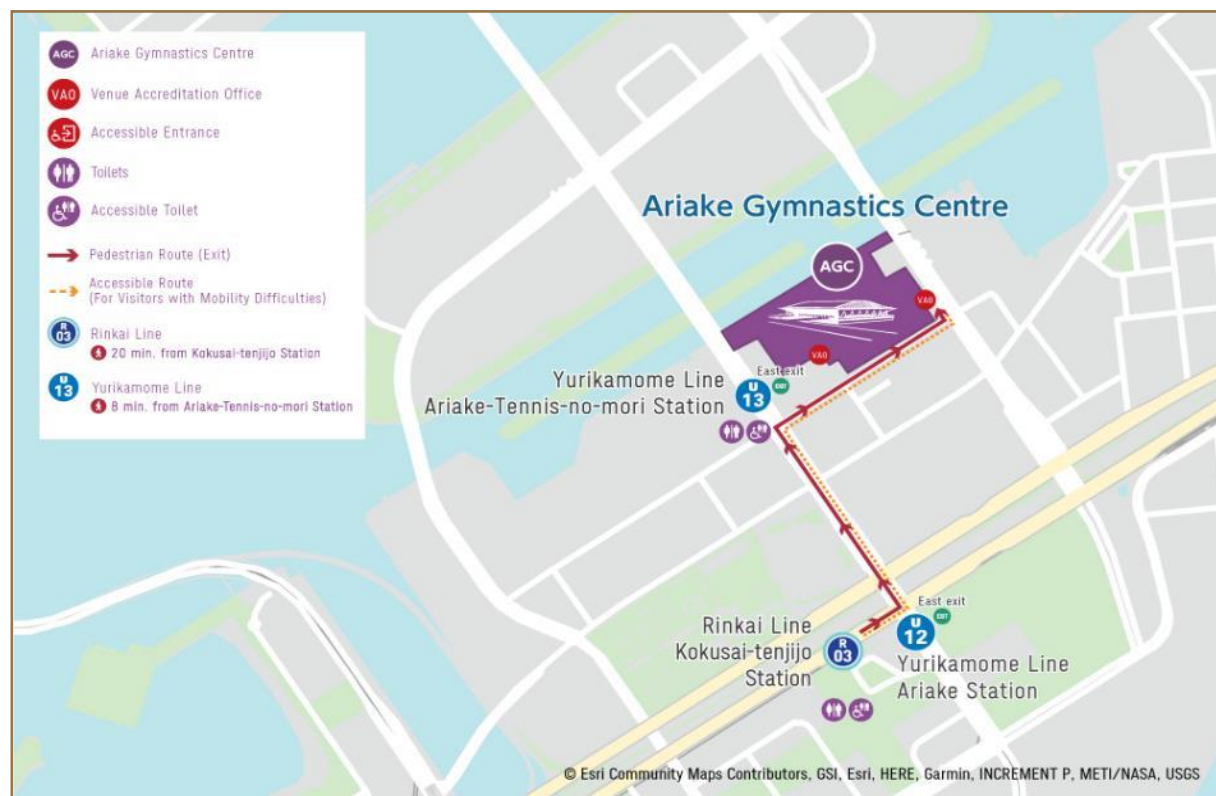 AGC
Ariake Gymnastics Centre
VAO
Venue Accreditation Office
Accessible Entrance
Toilets
Accessible Toilet
Pedestrian Route (Exit)
Accessible Route
(For Visitors with Mobility Difficulties)
R
03
Rinkai Line
20 min. from Kokusai-tenjijo Station
U
13
Yurikamome Line
8 min. from Ariake-Tennis-no-mori Station
Ariake Gymnastics Centre
AGC
VAO
VAO
East exit
EXIT
Yurikamome Line
Ariake-Tennis-no-mori Station
U
13
East exit
EXIT
Rinkai Line
Kokusai-tenjijo
Station
R
03
U
12
Yurikamome Line
Ariake Station
© Esri Community Maps Contributors, GSI, Esri, HERE, Garmin, INCREMENT P, METI/NASA, USGS